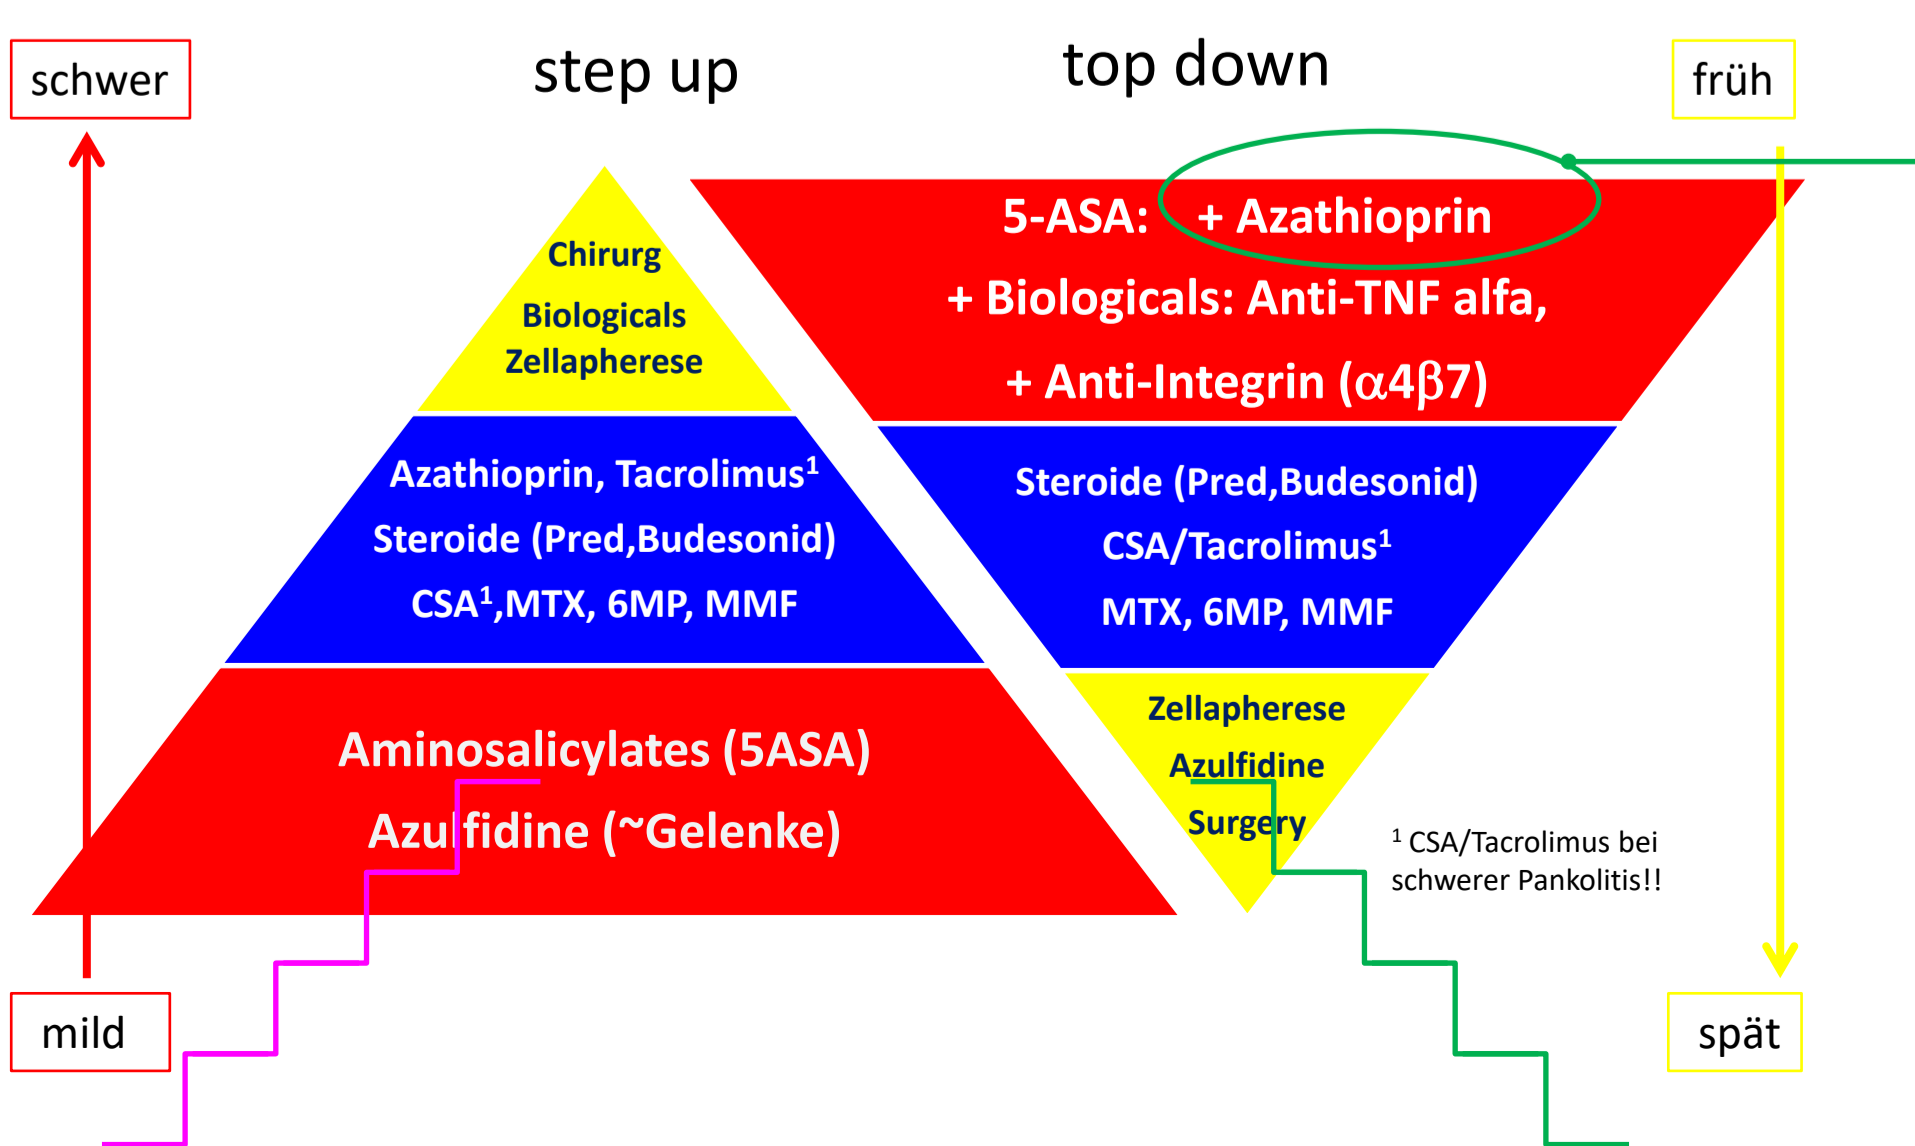 step up
top down
schwer
früh
Chirurg
Biologicals
Zellapherese
Azathioprin, Tacrolimus¹
Steroide (Pred,Budesonid)
CSA¹,MTX, 6MP, MMF
Aminosalicylates (5ASA)
Azulfidine (~Gelenke)
mild
5-ASA: + Azathioprin
+ Biologicals: Anti-TNF alfa,
+ Anti-Integrin (α4β7)
Steroide (Pred,Budesonid)
CSA/Tacrolimus¹
MTX, 6MP, MMF
Zellapherese
Azulfidine
Surgery
¹ CSA/Tacrolimus bei
schwerer Pankolitis!!
spät